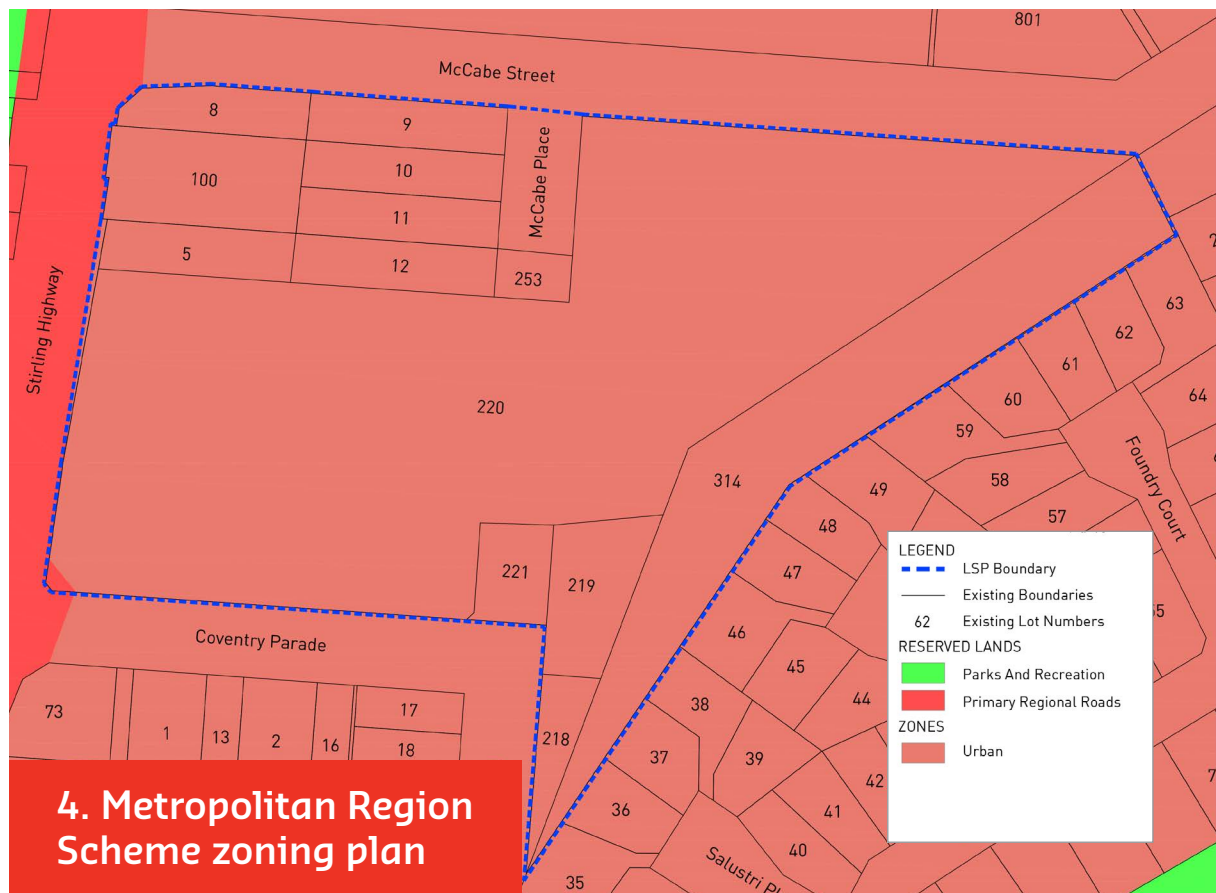 801
McCabe Street
8
9
McCabe Place
100
10
11
5
12
253
Stirling Highway
63
62
61
64
60
59
220
Foundry Court
314
49
58
48
57
221
219
47
LEGEND
LSP Boundary
Existing Boundaries
62 Existing Lot Numbers
RESERVED LANDS
Parks And Recreation
Primary Regional Roads
ZONES
Urban
46
Coventry Parade
45
44
38
73
1
13
2
16
17
18
218
37
39
42
36
41
40
35
Salustri
4. Metropolitan Region
Scheme zoning plan